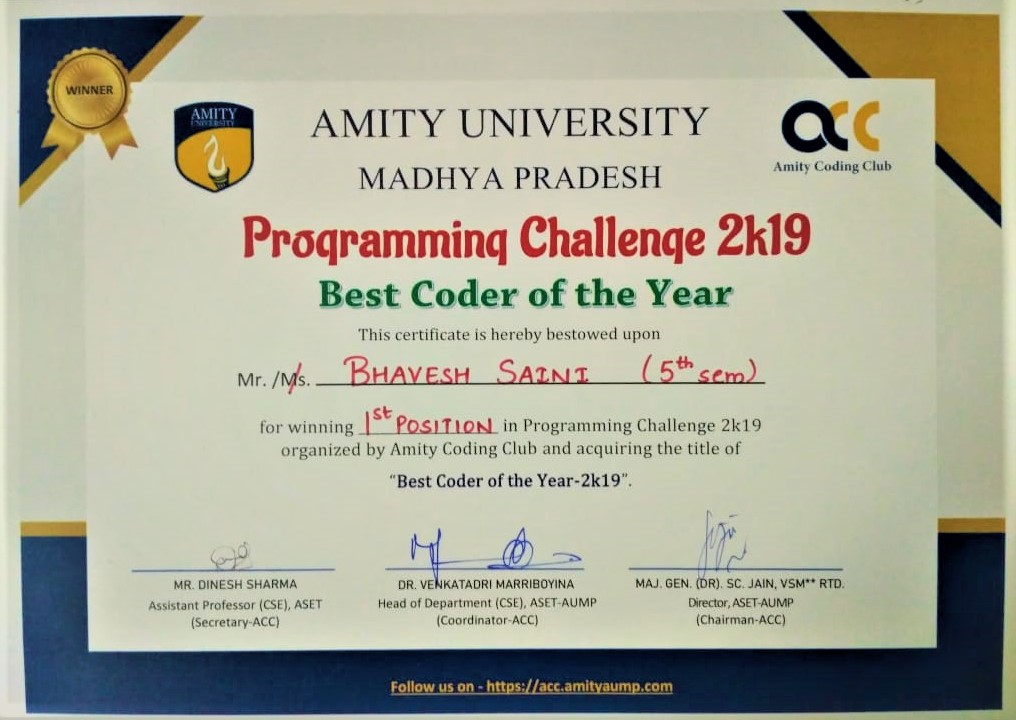 WINNER
AMITY
UNIVERSITY
AMITY UNIVERSITY
MADHYA PRADESH
acc
Amity Coding Club
Programming Challenge 2k19
Best Coder of the Year
This certificate is hereby bestowed upon
Mr. /Ms. BHAVESH SAINI (5th sem)
for winning 1st POSITION in Programming Challenge 2k19
organized by Amity Coding Club and acquiring the title of
“Best Coder of the Year-2k19”.
MR. DINESH SHARMA
Assistant Professor (CSE), ASET
(Secretary-ACC)
DR. VENKATADRI MARRIBOYINA
Head of Department (CSE), ASET-AUMP
(Coordinator-ACC)
MAJ. GEN. (DR). SC. JAIN, VSM** RTD.
Director, ASET-AUMP
(Chairman-ACC)
Follow us on - https://acc.amityaump.com